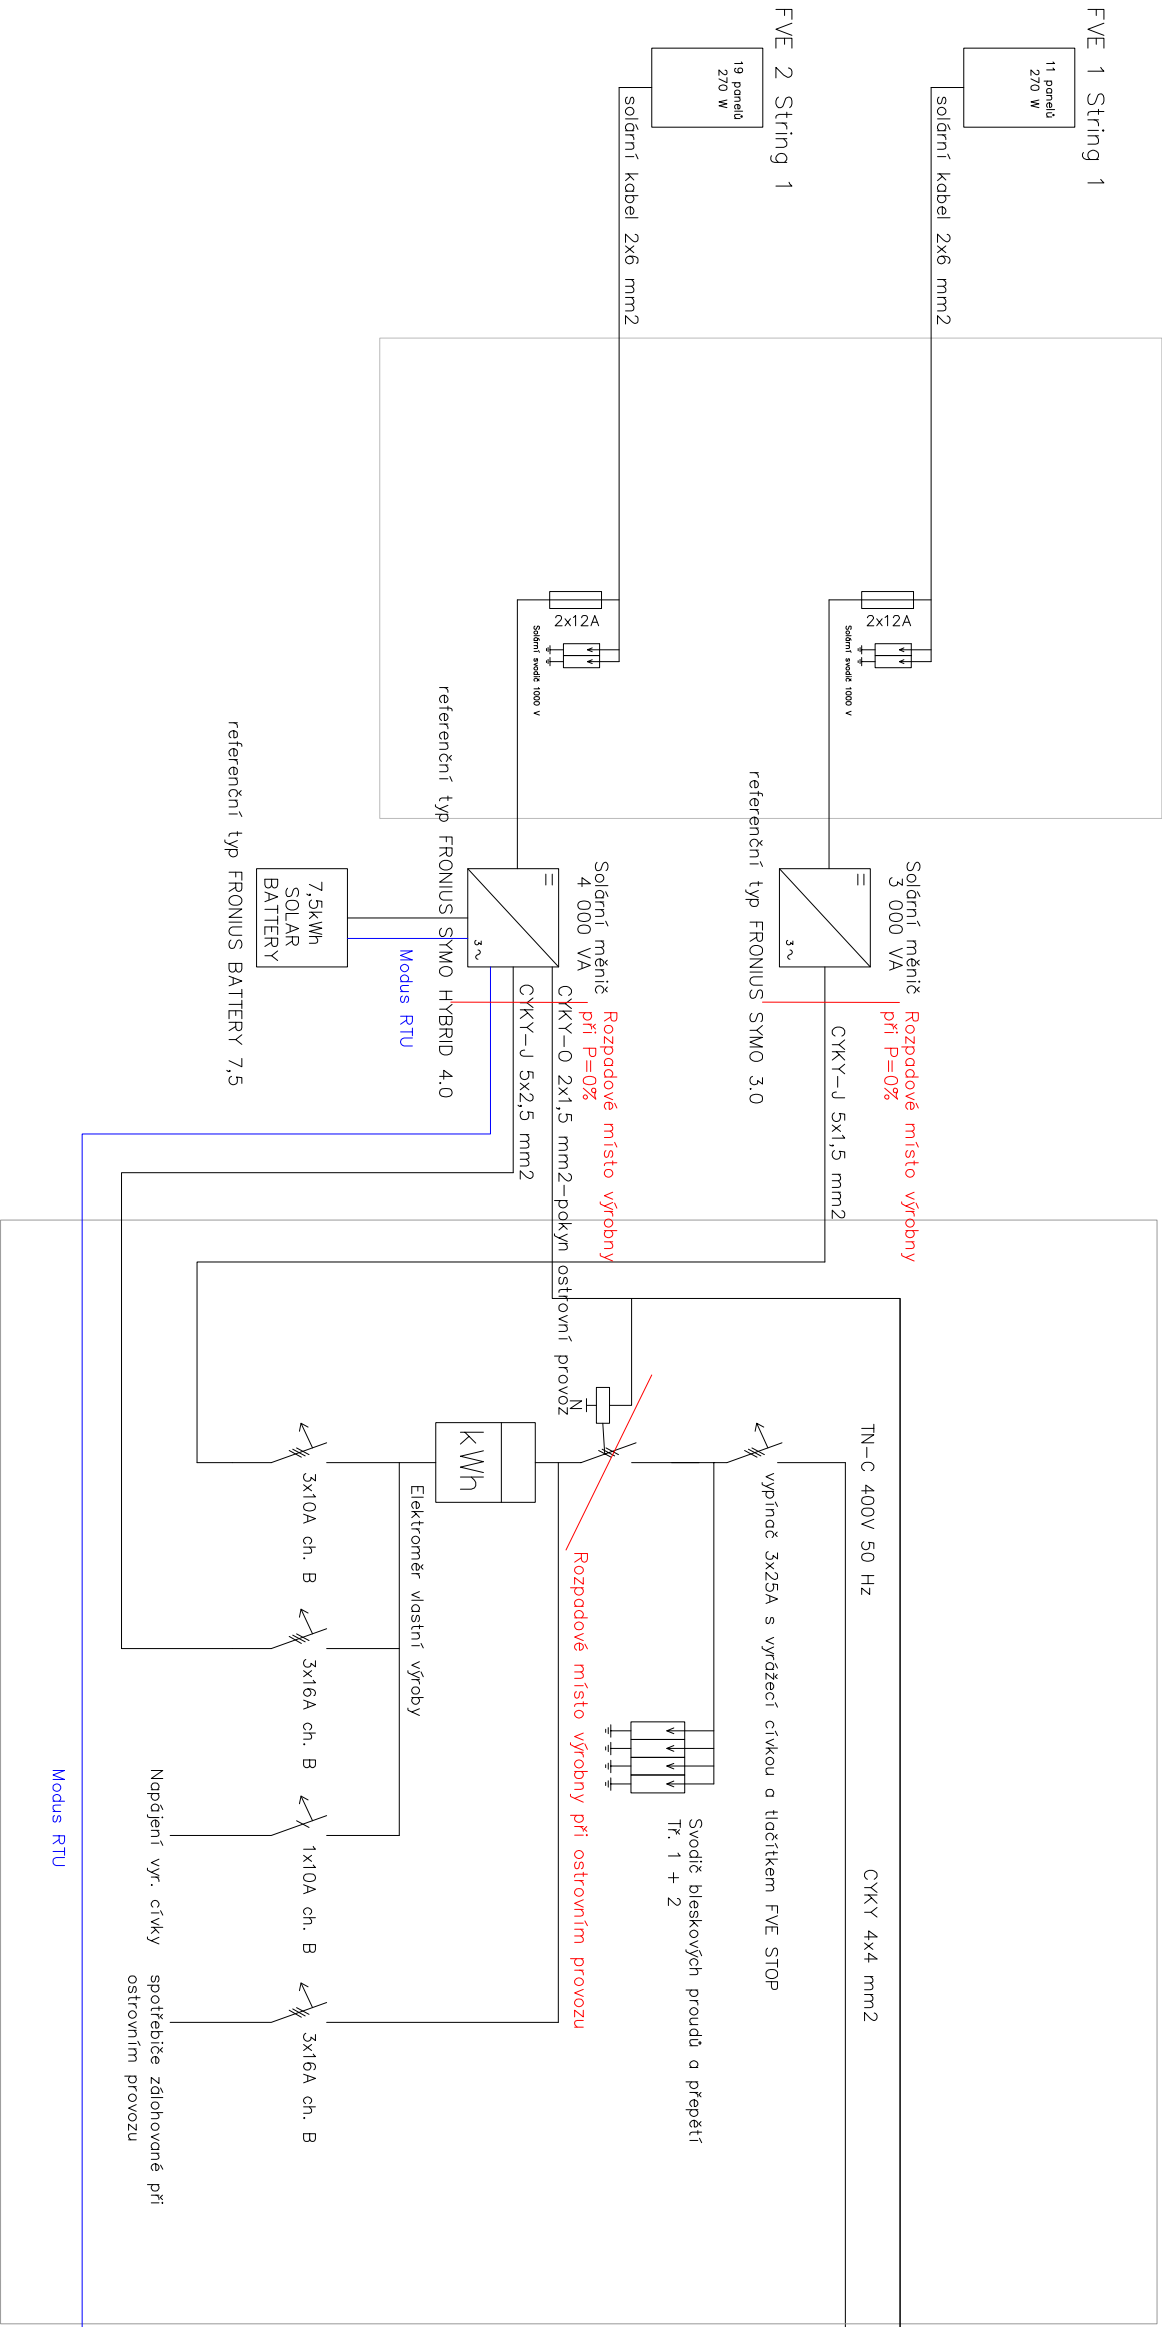 FVE 1 String 1
11 panelů
270 W
solární kabel 2x6 mm2
2x12A
Solární svodič 1000 V
Solární měnič
3 000 VA
3~
referenční typ FRONIUS SYMO 3.0
Rozpadové místo výrobny
při P=0%
CYKY-J 5x1,5 mm2
FVE 2 String 1
19 panelů
270 W
solární kabel 2x6 mm2
2x12A
Solární svodič 1000 V
Solární měnič
4 000 VA
3~
referenční typ FRONIUS SYMO HYBRID 4.0
Rozpadové místo výrobny
při P=0%
CYKY-O 2x1,5 mm2-pokyn ostrovní provoz
CYKY-J 5x2,5 mm2
Modus RTU
7,5kWh
SOLAR
BATTERY
referenční typ FRONIUS BATTERY 7,5
TN-C 400V 50 Hz
CYKY 4x4 mm2
vypínač 3x25A s vyrážecí cívkou a tlačítkem FVE STOP
Svodič bleskových proudů a přepětí
Tř. 1 + 2
N
Rozpadové místo výrobny při ostrovním provozu
kWh
Elektroměr vlastní výroby
3x10A ch. B
3x16A ch. B
1x10A ch. B
3x16A ch. B
Napájení vyr. cívky
spotřebiče zálohované při
ostrovním provozu
Modus RTU